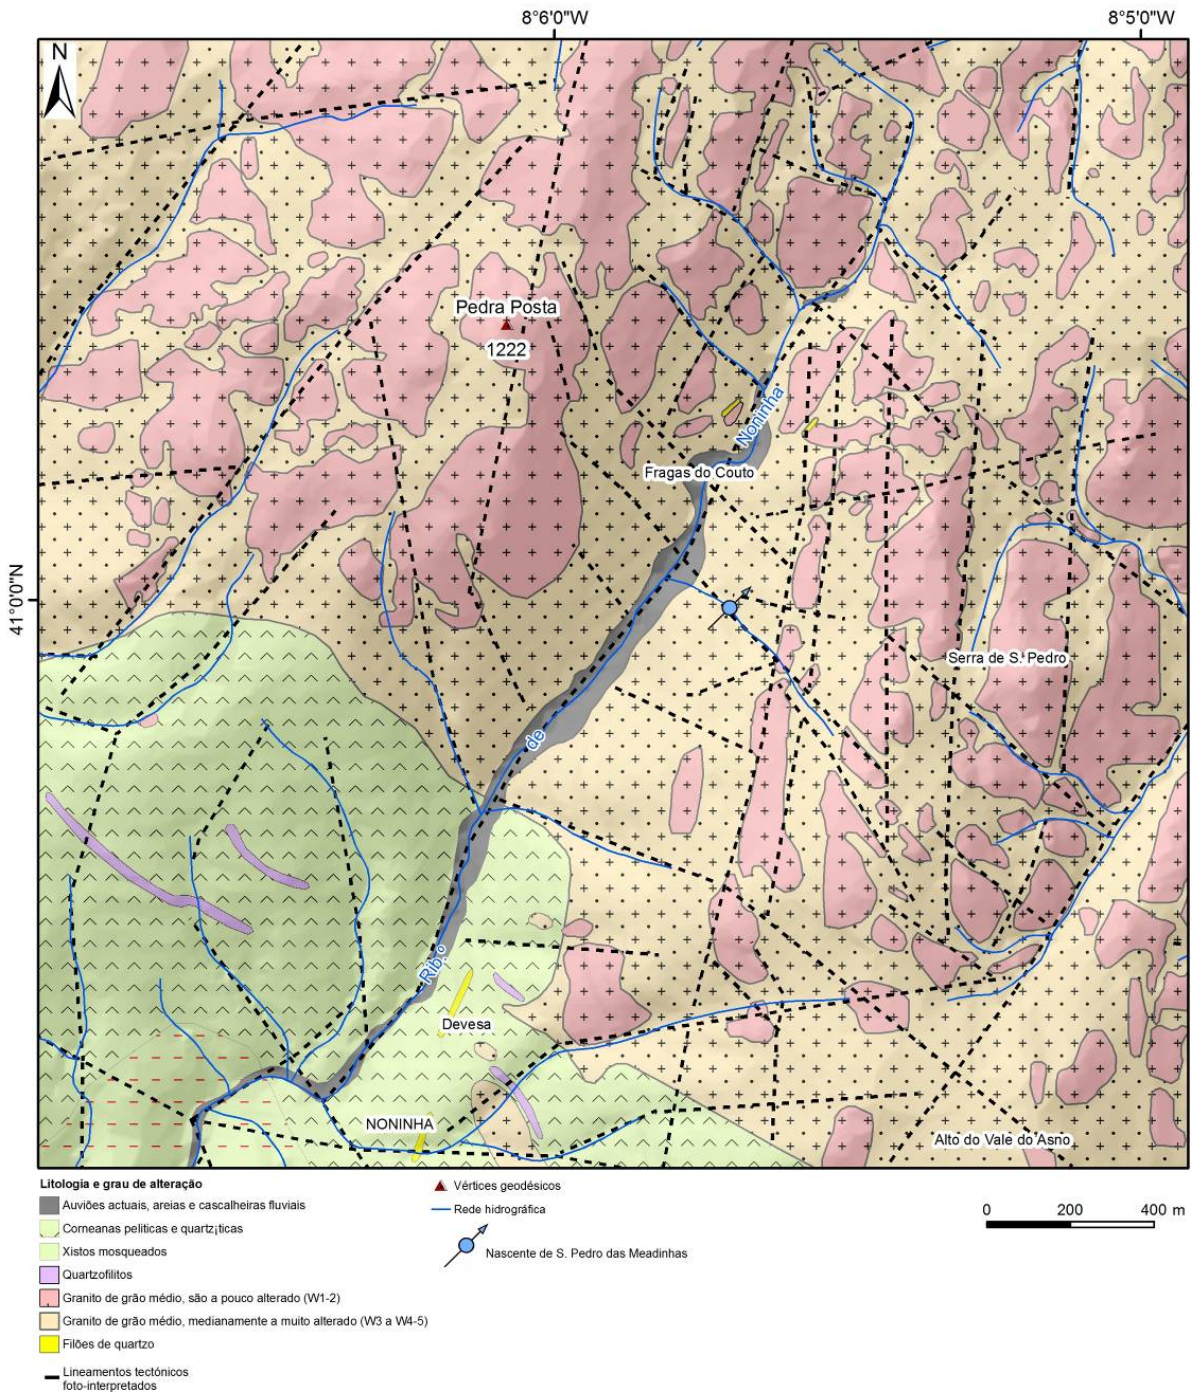 8°6'0"W
8°5'0"W
N
Pedra Posta
1222
Noninha
Fragas do Couto
41°0'0"N
Serra de S. Pedro
de
Rib.º
Devesa
NONINHA
Alto do Vale do Asno
Litologia e grau de alteração
Auviões actuais, areias e cascalheiras fluviais
Corneanas pelíticas e quartz¡ticas
Xistos mosqueados
Quartzofilitos
Granito de grão médio, são a pouco alterado (W1-2)
Granito de grão médio, medianamente a muito alterado (W3 a W4-5)
Filões de quartzo
Lineamentos tectónicos
foto-interpretados
Vértices geodésicos
Rede hidrográfica
Nascente de S. Pedro das Meadinhas
0 200 400 m